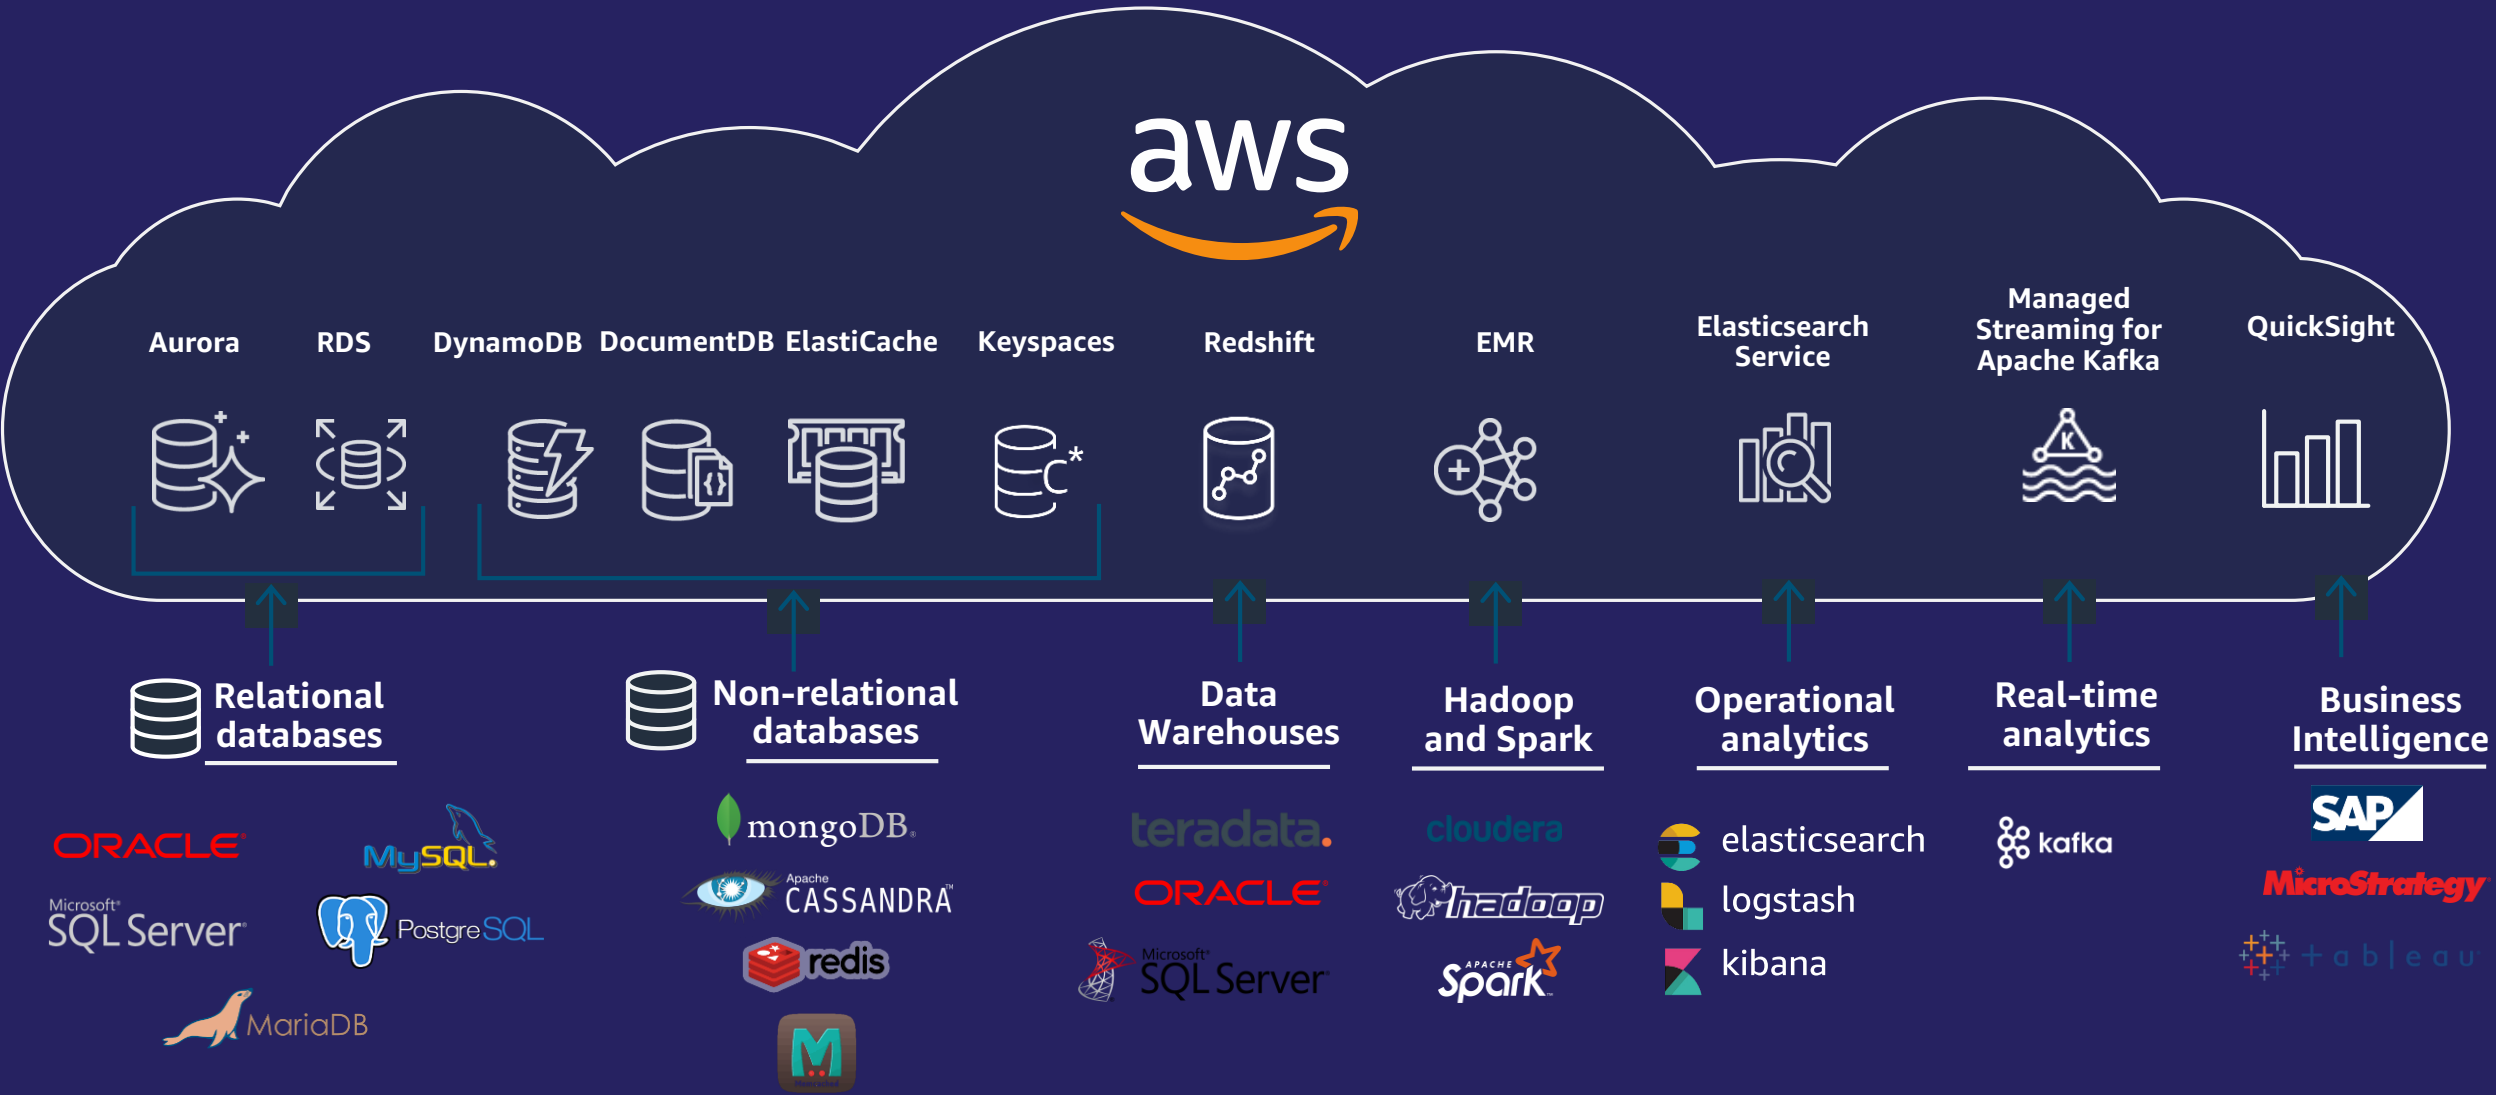 aws
Aurora
RDS
DynamoDB
DocumentDB
ElastiCache
Keyspaces
Redshift
EMR
Elasticsearch
Service
Managed
Streaming for
Apache Kafka
QuickSight
C*
{}
K
Relational
databases
Non-relational
databases
Data
Warehouses
Hadoop
and Spark
Operational
analytics
Real-time
analytics
Business
Intelligence
ORACLE®
MySQL.
Microsoft®
SQL Server®
PostgreSQL
MariaDB
mongoDB®
Apache
CASSANDRA™
redis
M
Memcached
teradata.
ORACLE®
Microsoft®
SQL Server®
cloudera
hadoop
APACHE
Spark™
elasticsearch
logstash
kibana
kafka
SAP
MicroStrategy
tableau